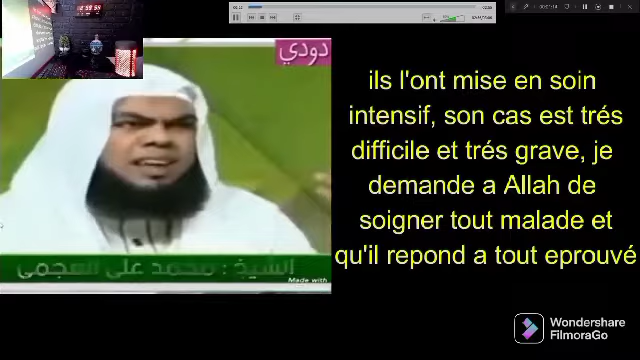 دودي
ils l'ont mise en soin
intensif, son cas est trés
difficile et trés grave, je
demande a Allah de
soigner tout malade et
qu'il repond a tout eprouvé
الشيخ : محمد علي العجمي
Made with
Wondershare
FilmoraGo